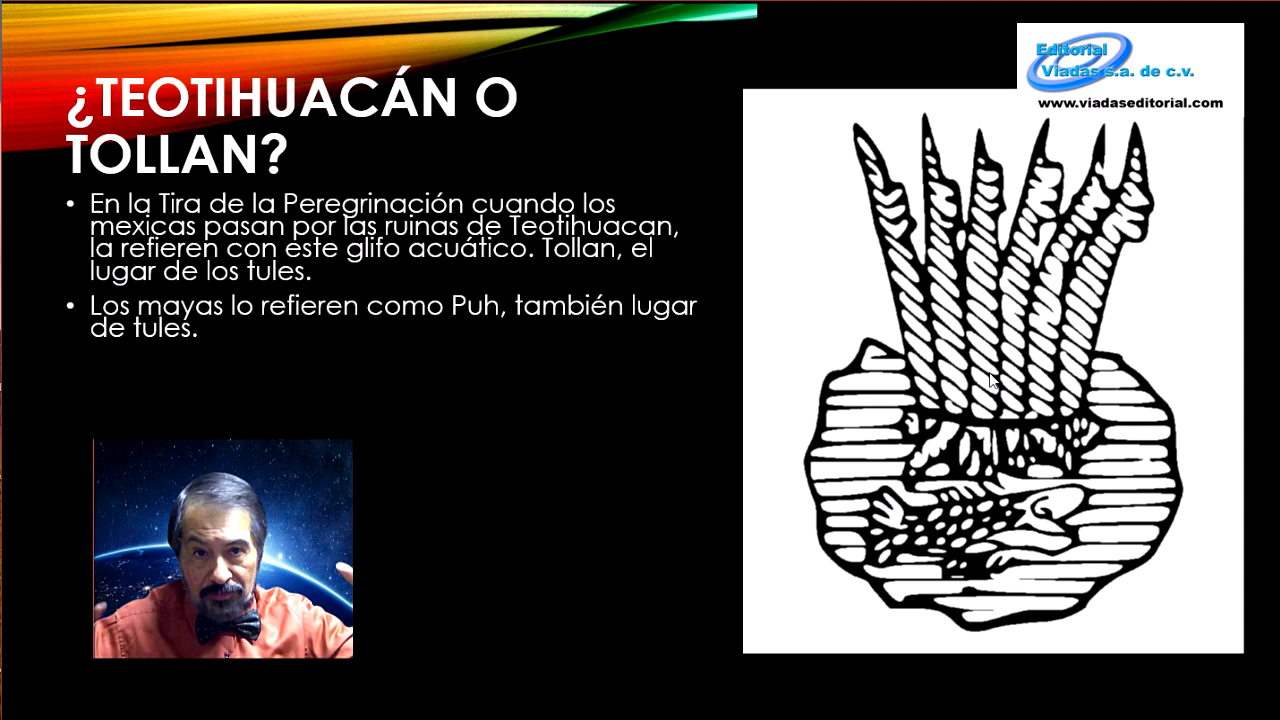 Editorial
Viadas s.a. de c.v.
www.viadaseditorial.com
¿TEOTIHUACÁN O
TOLLAN?
• En la Tira de la Peregrinación cuando los
mexicas pasan por las ruinas de Teotihuacan,
la refieren con este glifo acuático. Tollan, el
lugar de los tules.
• Los mayas lo refieren como Puh, también lugar
de tules.